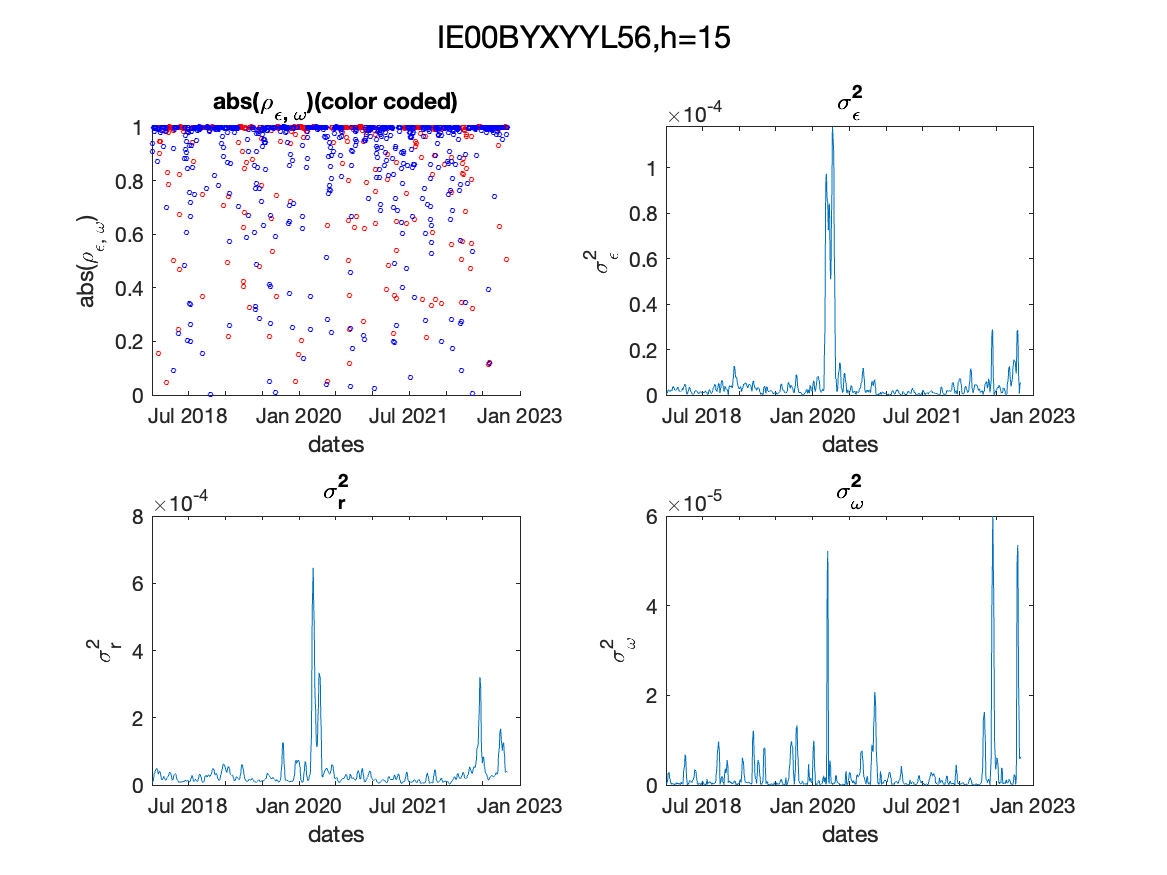 IE00BYXYYL56,h=15
abs(ρ_ϵ, ω)(color coded)
abs(ρ_ϵ, ω)
1
0.8
0.6
0.4
0.2
0
Jul 2018 Jan 2020 Jul 2021 Jan 2023
dates
σ²_ϵ
×10⁻⁴
σ²_ϵ
1
0.8
0.6
0.4
0.2
0
Jul 2018 Jan 2020 Jul 2021 Jan 2023
dates
σ²_r
×10⁻⁴
σ²_r
8
6
4
2
0
Jul 2018 Jan 2020 Jul 2021 Jan 2023
dates
σ²_ω
×10⁻⁵
σ²_ω
6
4
2
0
Jul 2018 Jan 2020 Jul 2021 Jan 2023
dates